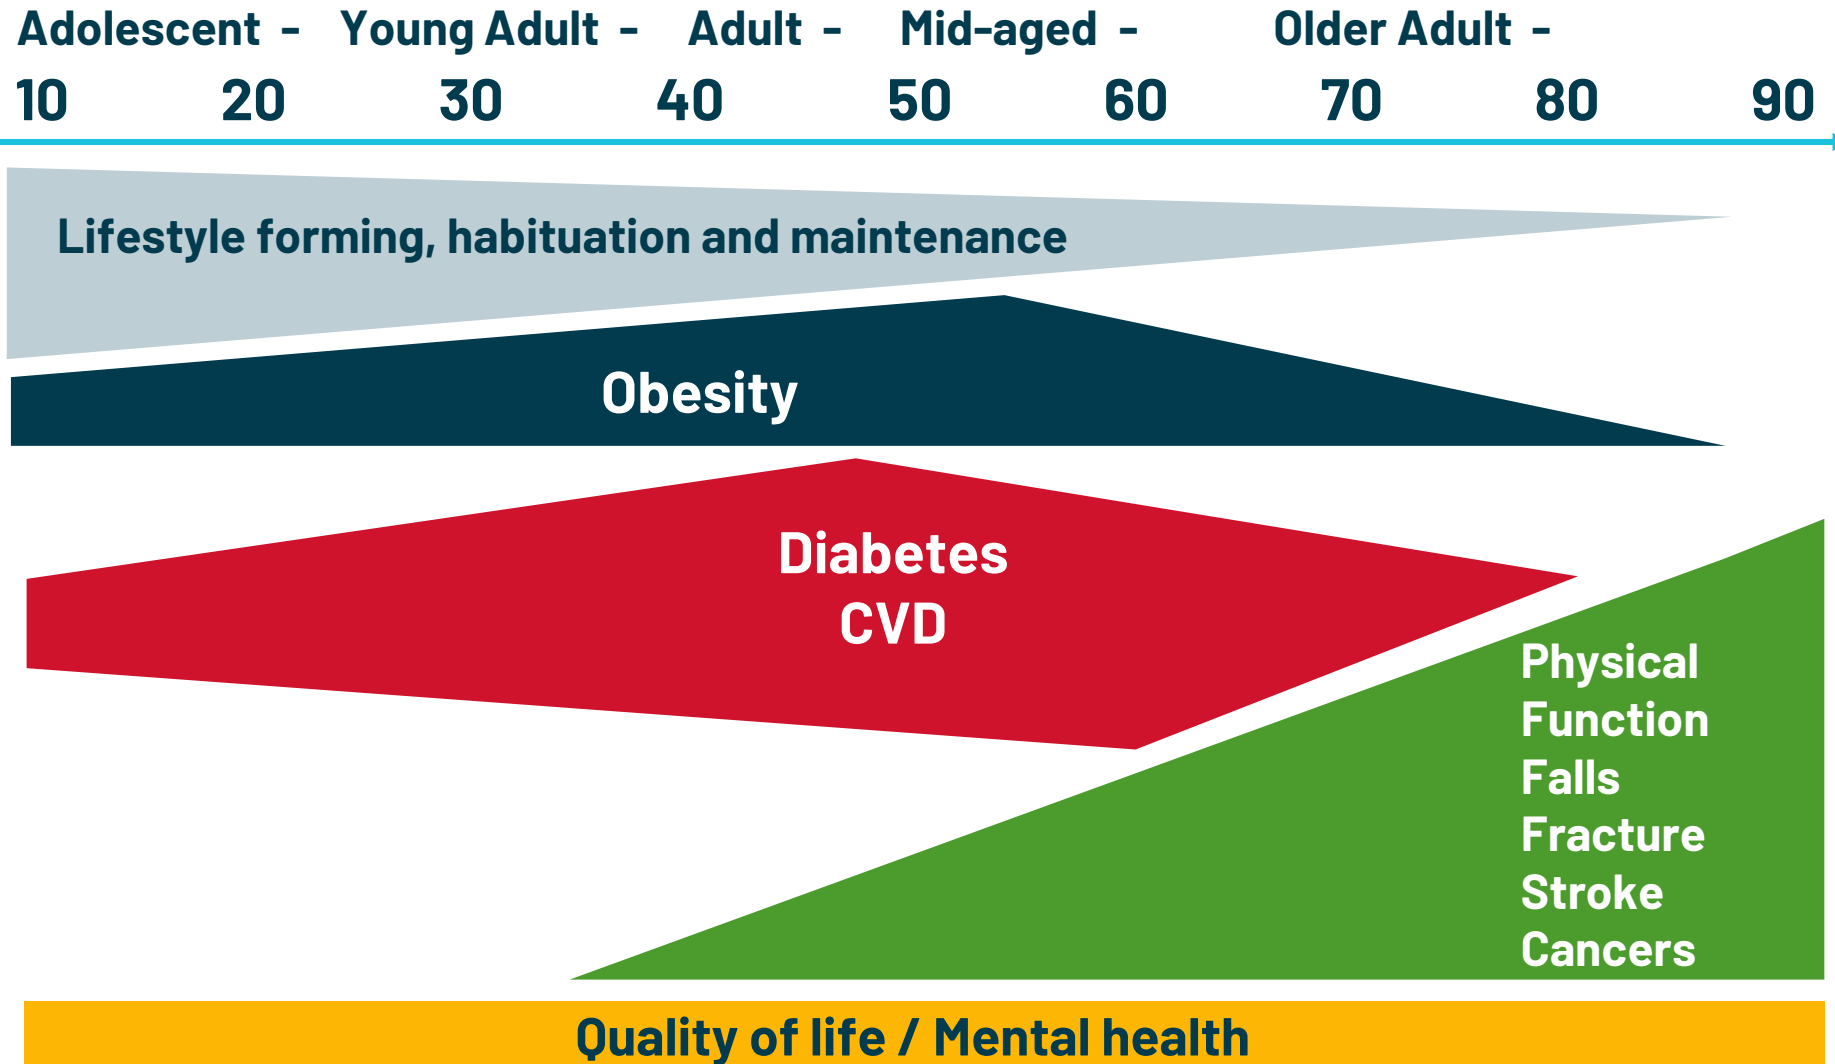 Adolescent - Young Adult - Adult - Mid-aged - Older Adult -
10 20 30 40 50 60 70 80 90
Lifestyle forming, habituation and maintenance
Obesity
Diabetes
CVD
Physical
Function
Falls
Fracture
Stroke
Cancers
Quality of life / Mental health